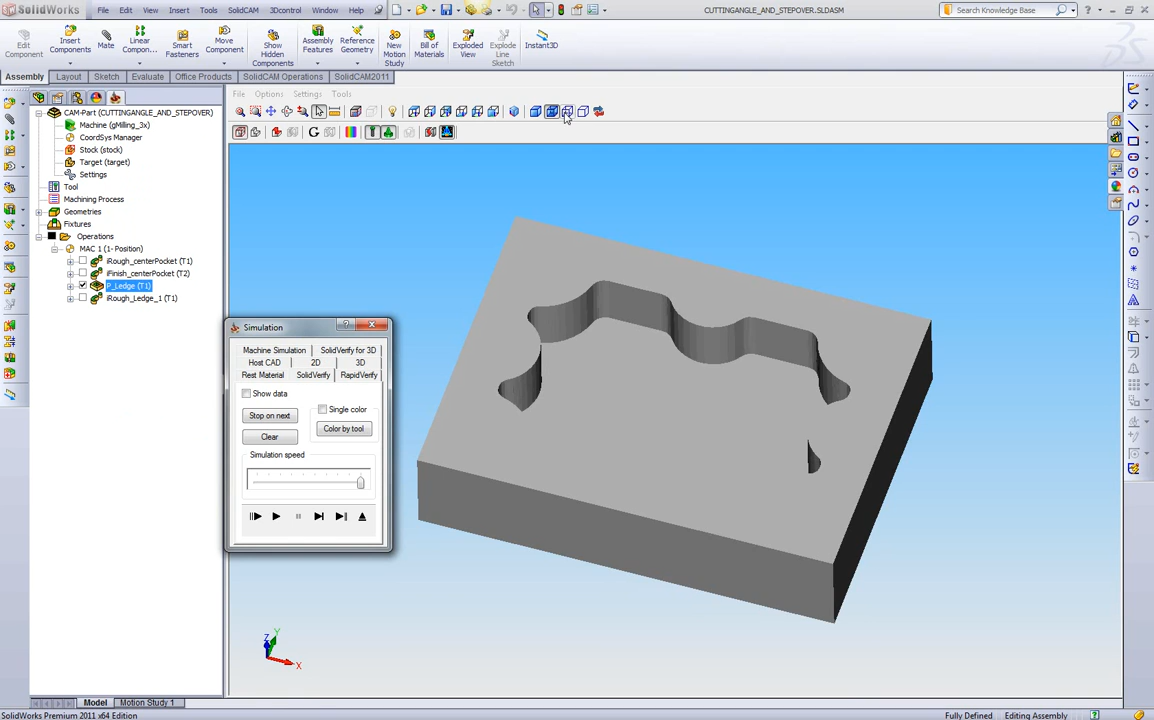 SolidWorks File Edit View Insert Tools SolidCAM 3Dcontrol Window Help CUTTINGANGLE_AND_STEPOVER.SLDASM Search Knowledge Base
Edit Component
Insert Components
Mate
Linear Compon...
Smart Fasteners
Move Component
Show Hidden Components
Assembly Features
Reference Geometry
New Motion Study
Bill of Materials
Exploded View
Explode Line Sketch
Instant3D
Assembly Layout Sketch Evaluate Office Products SolidCAM Operations SolidCAM2011
File Options View Settings Tools
CAM-Part (CUTTINGANGLE_AND_STEPOVER)
Machine (gMilling_3x)
CoordSys Manager
Stock (stock)
Target (target)
Settings
Tool
Machining Process
Geometries
Fixtures
Operations
MAC 1 (1- Position)
iRough_centerPocket (T1)
iFinish_centerPocket (T2)
P_Ledge (T1)
iRough_Ledge_1 (T1)
Simulation
Machine Simulation SolidVerify for 3D
Host CAD 2D 3D
Rest Material SolidVerify RapidVerify
Show data
Stop on next
Single color
Clear
Color by tool
Simulation speed
Z Y X
Model Motion Study 1
SolidWorks Premium 2011 x64 Edition Fully Defined Editing Assembly